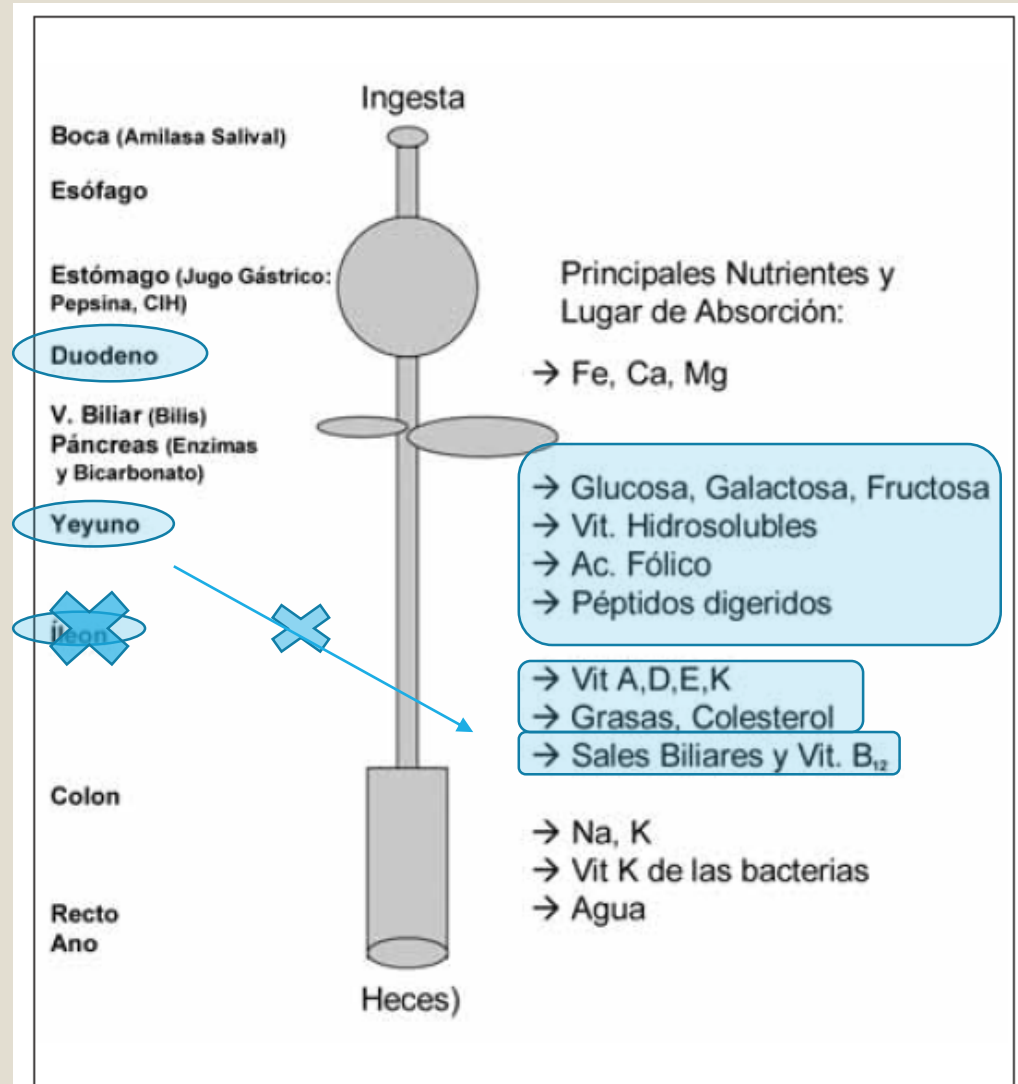 Ingesta
Boca (Amilasa Salival)
Esófago
Estómago (Jugo Gástrico:
Pepsina, ClH)
Duodeno
V. Biliar (Bilis)
Páncreas (Enzimas
y Bicarbonato)
Yeyuno
Íleon
Colon
Recto
Ano
Principales Nutrientes y
Lugar de Absorción:
→ Fe, Ca, Mg
→ Glucosa, Galactosa, Fructosa
→ Vit. Hidrosolubles
→ Ac. Fólico
→ Péptidos digeridos
→ Vit A,D,E,K
→ Grasas, Colesterol
→ Sales Biliares y Vit. B₁₂
→ Na, K
→ Vit K de las bacterias
→ Agua
Heces)